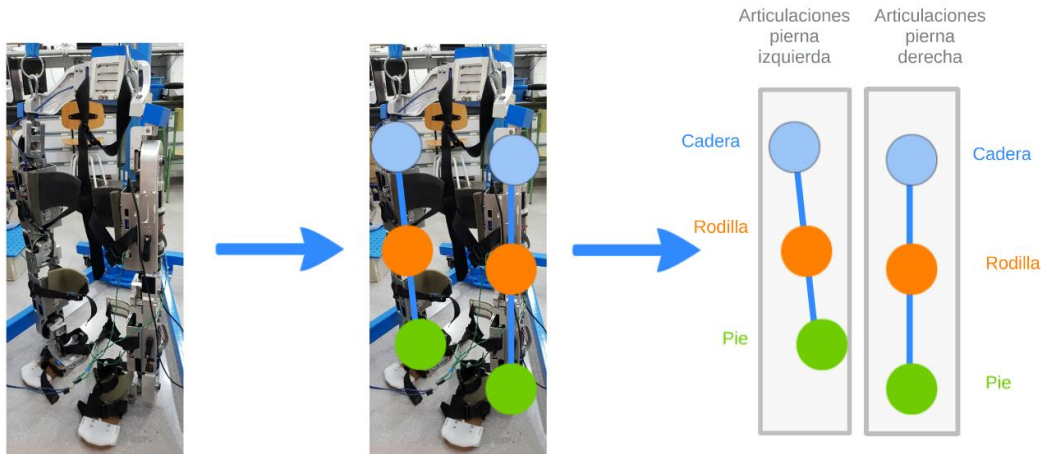 Articulaciones
pierna
izquierda
Articulaciones
pierna
derecha
Cadera
Cadera
Rodilla
Rodilla
Pie
Pie